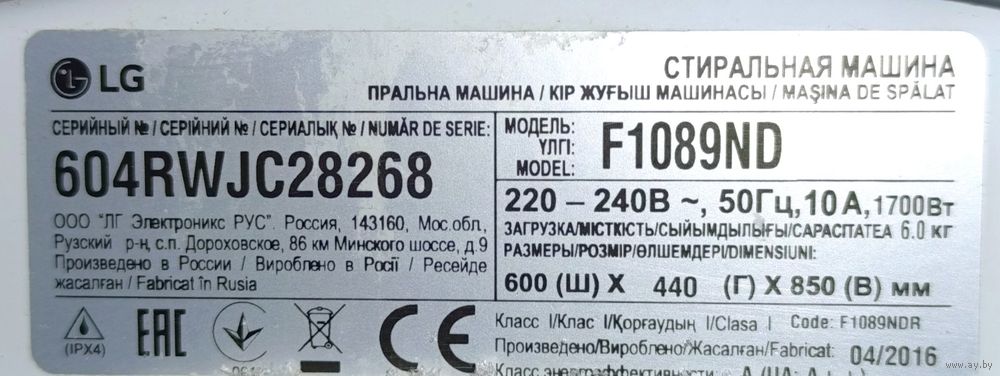 LG
СТИРАЛЬНАЯ МАШИНА
ПРАЛЬНА МАШИНА / КІР ЖУҒЫШ МАШИНАСЫ / MAŞINA DE SPĂLAT
СЕРИЙНЫЙ № / СЕРІЙНИЙ № / СЕРИАЛЫҚ № / NUMĂR DE SERIE:
604RWJC28268
ООО "ЛГ Электроникс РУС". Россия, 143160, Мос.обл.,
Рузский р-н, с.п. Дороховское, 86 км Минского шоссе, д.9
Произведено в России / Вироблено в Росії / Ресейде
жасалған / Fabricat în Rusia
МОДЕЛЬ:
ҮЛГІ:
MODEL:
F1089ND
220 – 240В ~, 50Гц, 10 А, 1700Вт
ЗАГРУЗКА/МІСТКІСТЬ/СЫЙЫМДЫЛЫҒЫ/CAPACITATEA 6.0 КГ
РАЗМЕРЫ/РОЗМІР/ӨЛШЕМДЕРІ/DIMENSIUNI:
600 (Ш) X 440 (Г) X 850 (В) мм
(IPX4)
EAC
CE
Класс I/Клас I/Қорғаудың I/Clasa I Code: F1089NDR
Произведено/Вироблено/Жасалған/Fabricat: 04/2016
www.ay.by